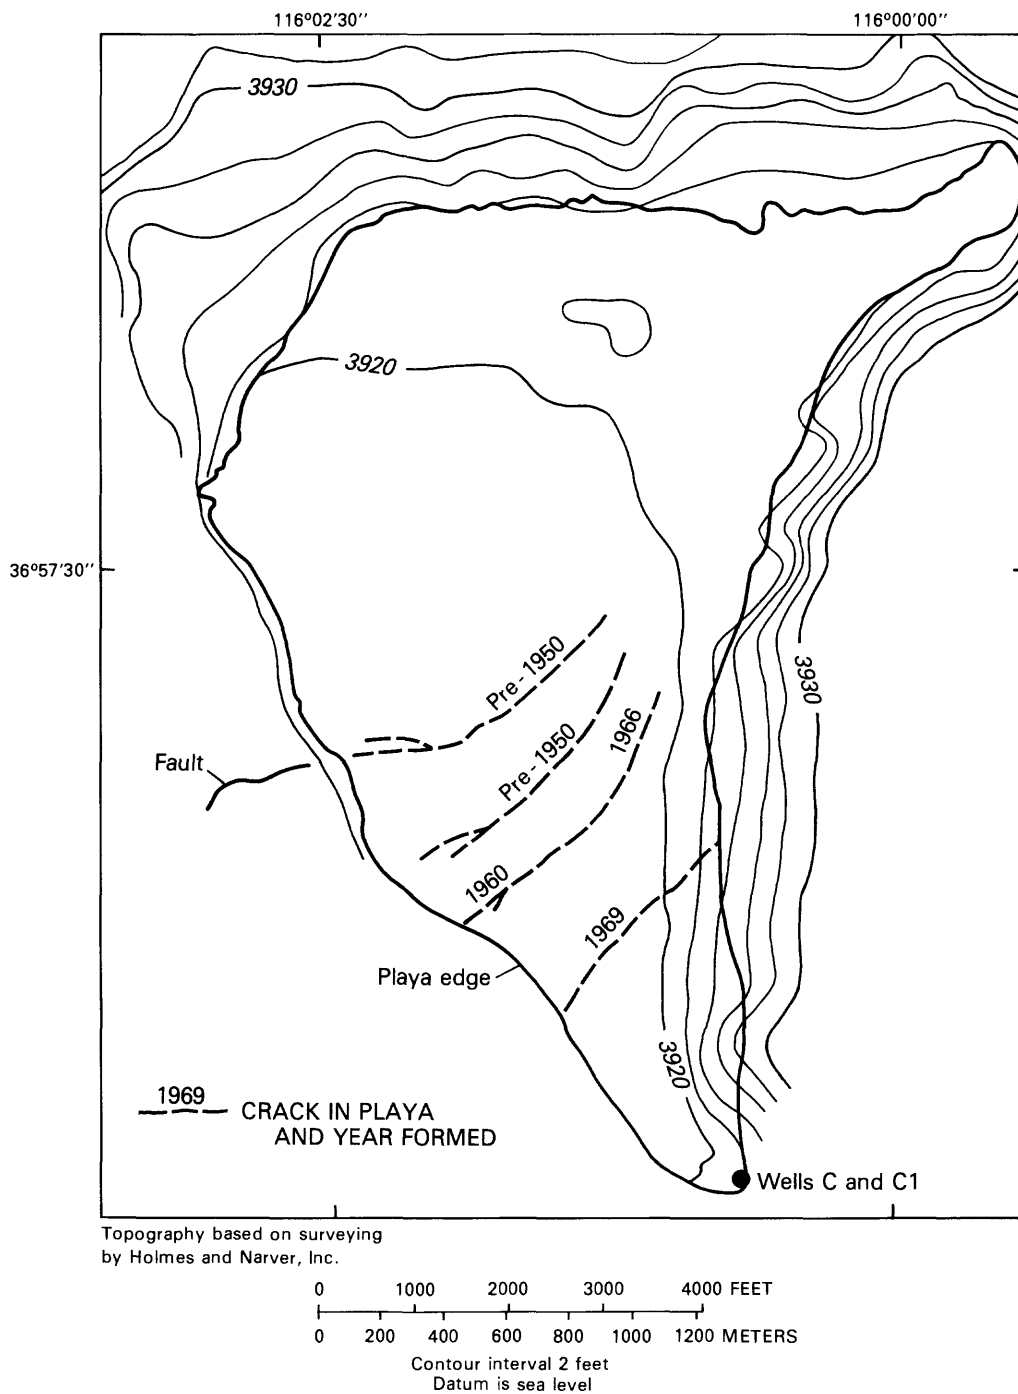 116°02'30"
116°00'00"
3930
3920
36°57'30"
Pre-1950
3930
1966
Fault
Pre-1950
1960
1969
Playa edge
3920
1969
CRACK IN PLAYA
AND YEAR FORMED
Wells C and C1
Topography based on surveying
by Holmes and Narver, Inc.
0 1000 2000 3000 4000 FEET
0 200 400 600 800 1000 1200 METERS
Contour interval 2 feet
Datum is sea level